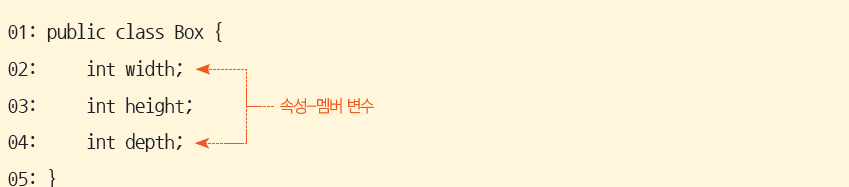 01: public class Box {
02:     int width;
03:     int height; 속성-멤버 변수
04:     int depth;
05: }